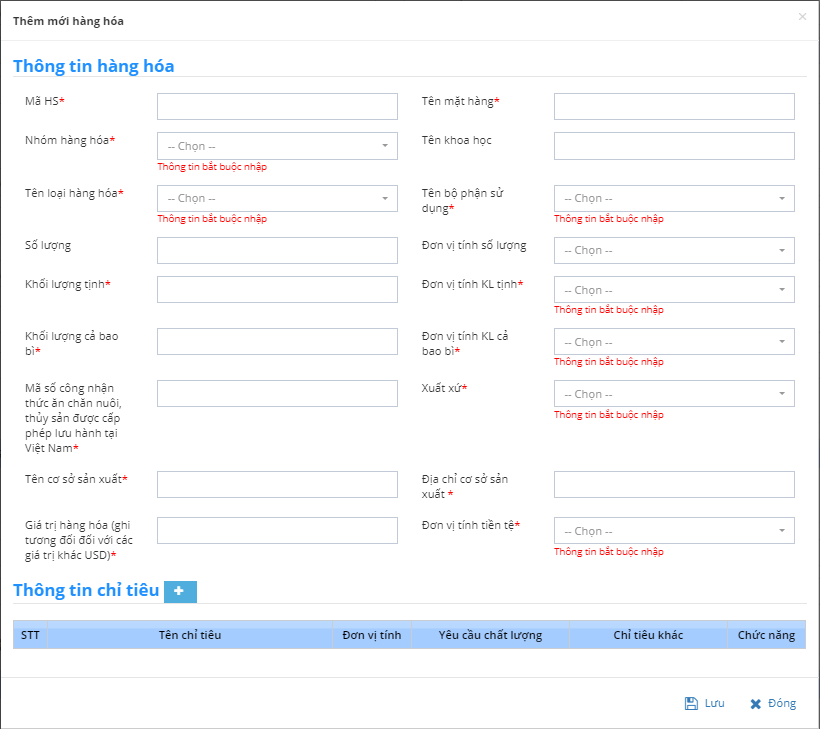 Thêm mới hàng hóa
×
Thông tin hàng hóa
Mã HS*
Tên mặt hàng*
Nhóm hàng hóa*
-- Chọn --
Thông tin bắt buộc nhập
Tên khoa học
Tên loại hàng hóa*
-- Chọn --
Thông tin bắt buộc nhập
Tên bộ phận sử
dụng*
-- Chọn --
Thông tin bắt buộc nhập
Số lượng
Đơn vị tính số lượng
-- Chọn --
Khối lượng tịnh*
Đơn vị tính KL tịnh*
-- Chọn --
Thông tin bắt buộc nhập
Khối lượng cả bao
bì*
Đơn vị tính KL cả
bao bì*
-- Chọn --
Thông tin bắt buộc nhập
Mã số công nhận
thức ăn chăn nuôi,
thủy sản được cấp
phép lưu hành tại
Việt Nam*
Xuất xứ*
-- Chọn --
Thông tin bắt buộc nhập
Tên cơ sở sản xuất*
Địa chỉ cơ sở sản
xuất *
Giá trị hàng hóa (ghi
tương đối đối với các
giá trị khác USD)*
Đơn vị tính tiền tệ*
-- Chọn --
Thông tin bắt buộc nhập
Thông tin chỉ tiêu +
STT Tên chỉ tiêu Đơn vị tính Yêu cầu chất lượng Chỉ tiêu khác Chức năng
Lưu Đóng